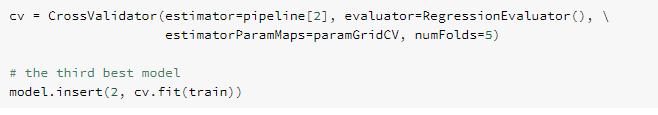 cv = CrossValidator(estimator=pipeline[2], evaluator=RegressionEvaluator(), \
                    estimatorParamMaps=paramGridCV, numFolds=5)

# the third best model
model.insert(2, cv.fit(train))